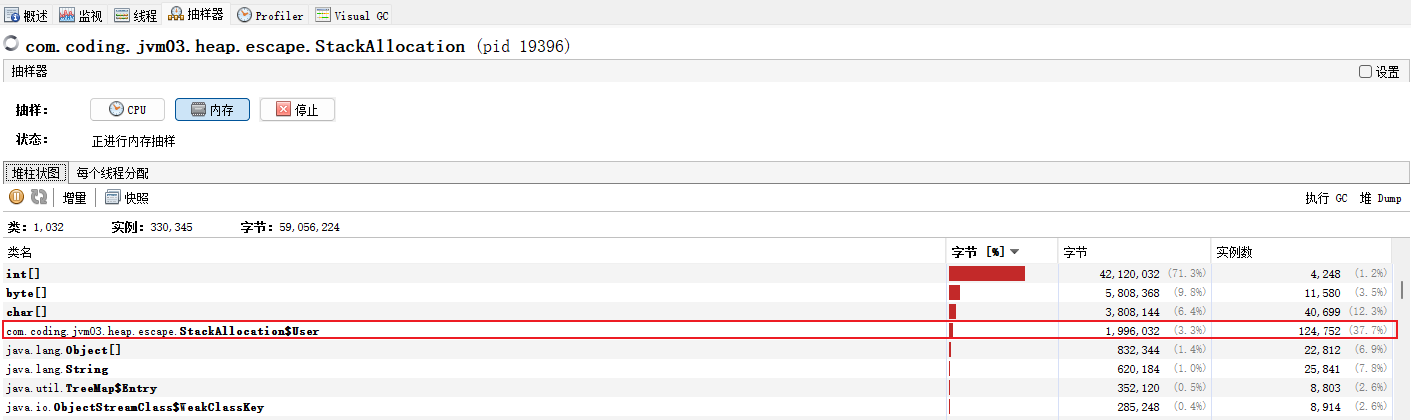 概述 监视 线程 抽样器 Profiler Visual GC
com.coding.jvm03.heap.escape.StackAllocation (pid 19396)
抽样器 设置
抽样： CPU 内存 停止
状态： 正进行内存抽样
堆柱状图 每个线程分配
增量 快照 执行 GC 堆 Dump
类：1,032 实例：330,345 字节：59,056,224
类名 字节 [%] 字节 实例数
int[] 42,120,032 (71.3%) 4,248 (1.2%)
byte[] 5,808,368 (9.8%) 11,580 (3.5%)
char[] 3,808,144 (6.4%) 40,699 (12.3%)
com.coding.jvm03.heap.escape.StackAllocation$User 1,996,032 (3.3%) 124,752 (37.7%)
java.lang.Object[] 832,344 (1.4%) 22,812 (6.9%)
java.lang.String 620,184 (1.0%) 25,841 (7.8%)
java.util.TreeMap$Entry 352,120 (0.5%) 8,803 (2.6%)
java.io.ObjectStreamClass$WeakClassKey 285,248 (0.4%) 8,914 (2.6%)